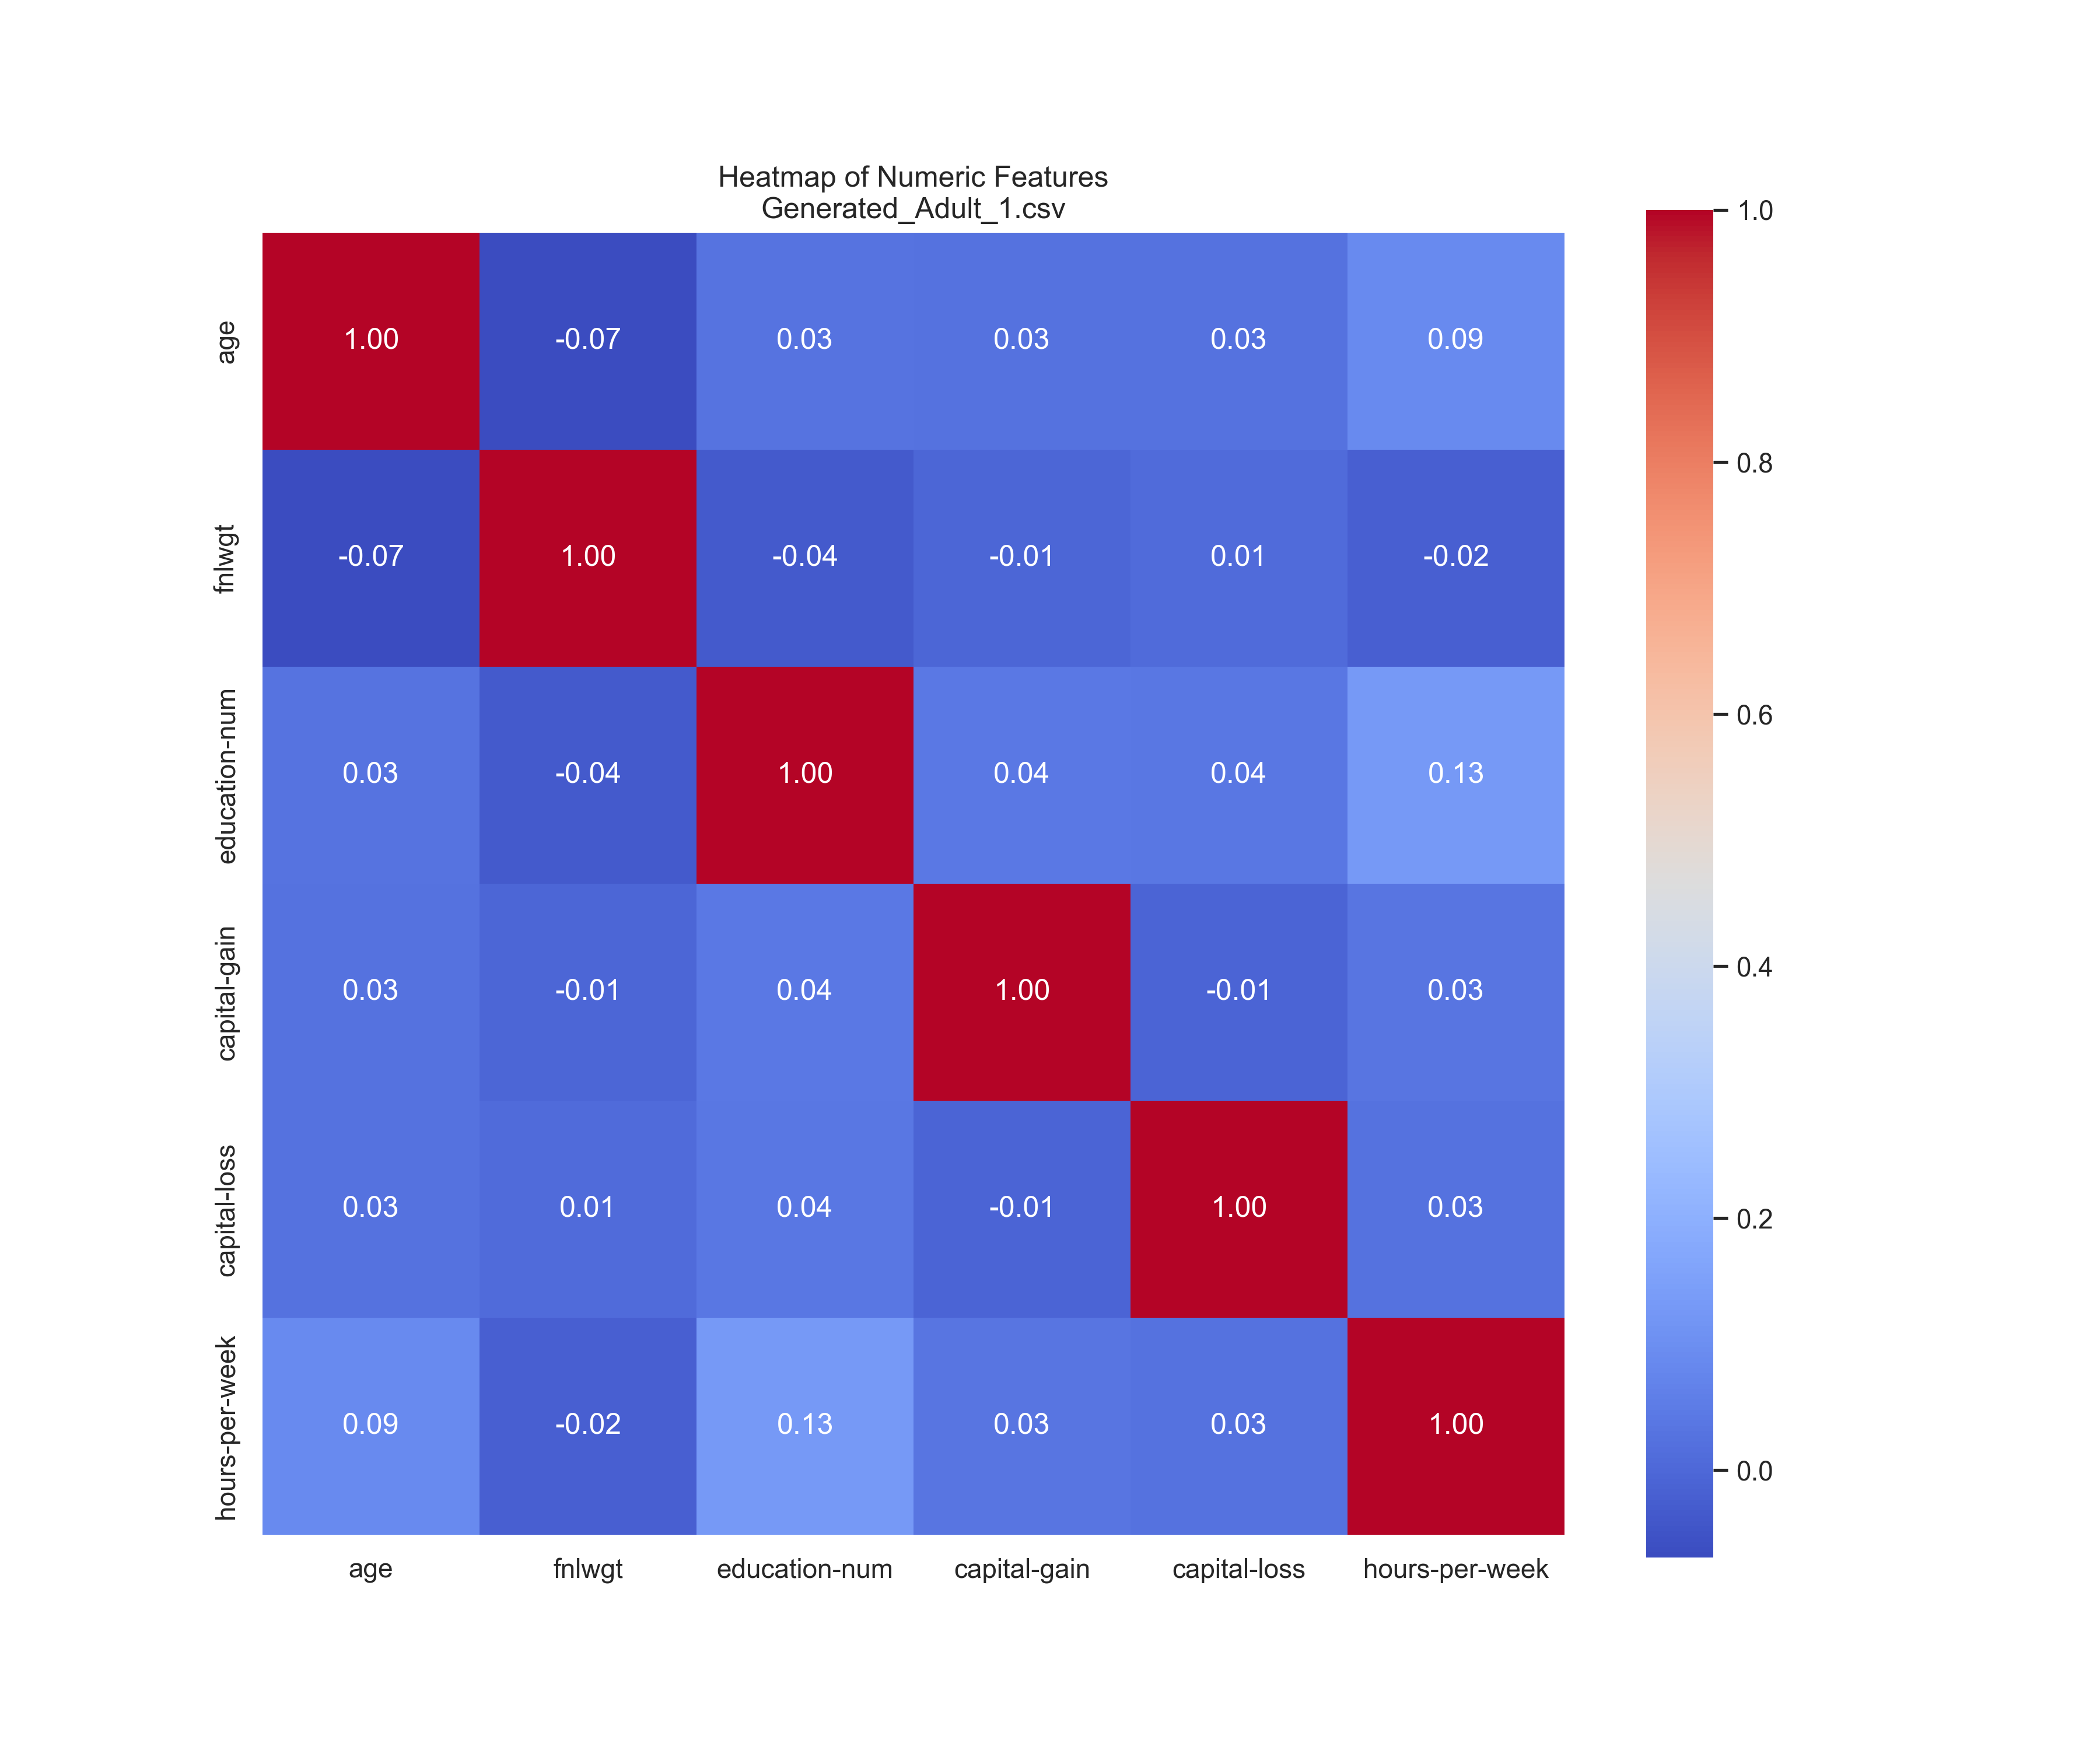 Heatmap of Numeric Features
Generated_Adult_1.csv
age 1.00 -0.07 0.03 0.03 0.03 0.09
fnlwgt -0.07 1.00 -0.04 -0.01 0.01 -0.02
education-num 0.03 -0.04 1.00 0.04 0.04 0.13
capital-gain 0.03 -0.01 0.04 1.00 -0.01 0.03
capital-loss 0.03 0.01 0.04 -0.01 1.00 0.03
hours-per-week 0.09 -0.02 0.13 0.03 0.03 1.00
age fnlwgt education-num capital-gain capital-loss hours-per-week
1.0
0.8
0.6
0.4
0.2
0.0